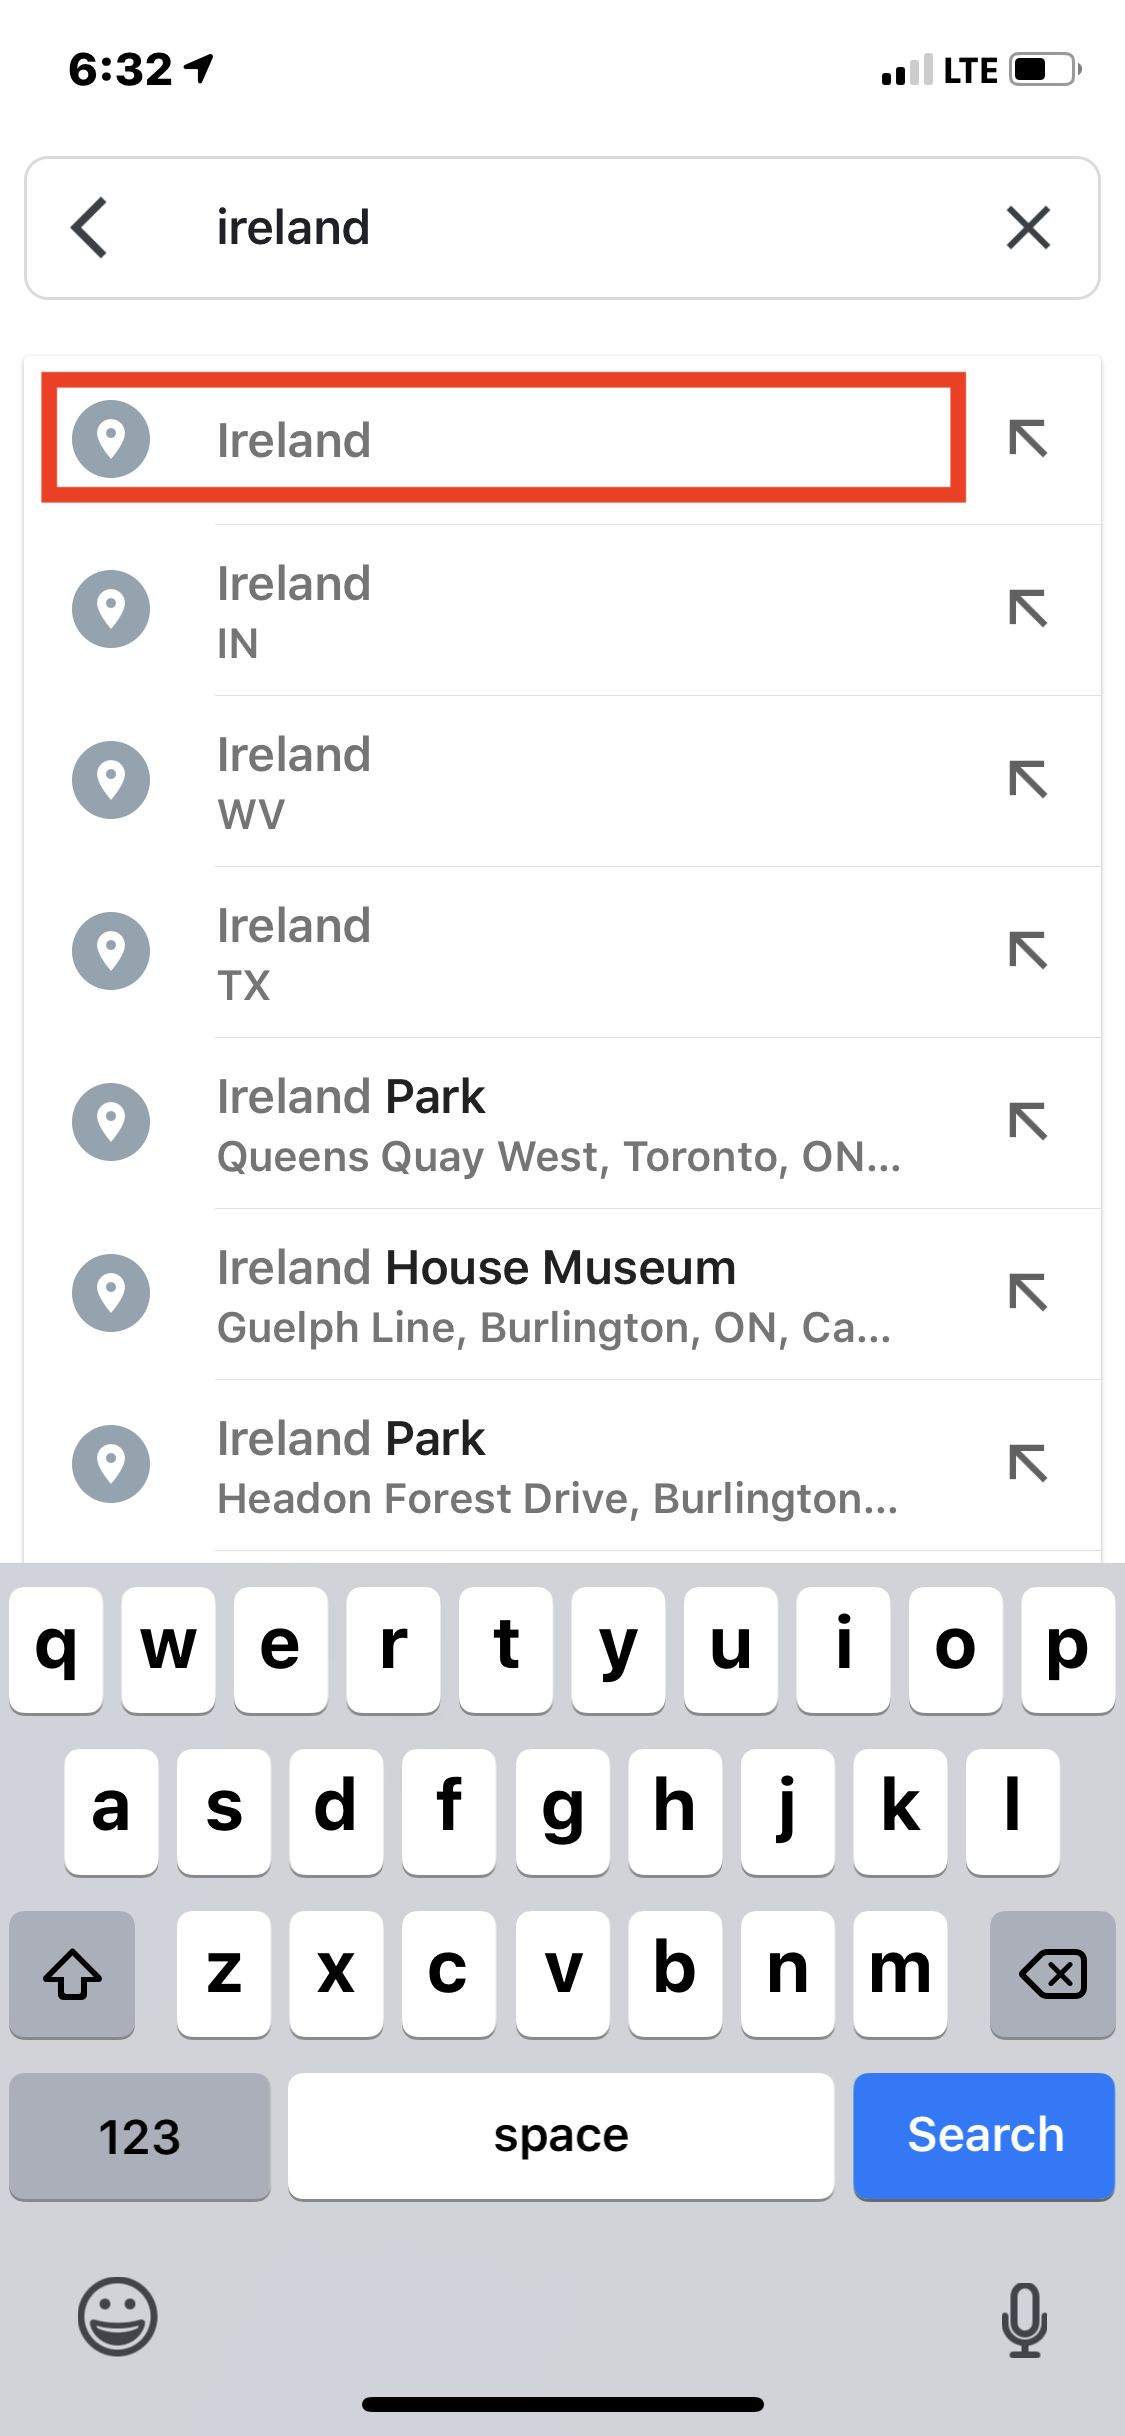 6:32 LTE
ireland
Ireland
Ireland
IN
Ireland
WV
Ireland
TX
Ireland Park
Queens Quay West, Toronto, ON...
Ireland House Museum
Guelph Line, Burlington, ON, Ca...
Ireland Park
Headon Forest Drive, Burlington...
q w e r t y u i o p
a s d f g h j k l
z x c v b n m
123 space Search